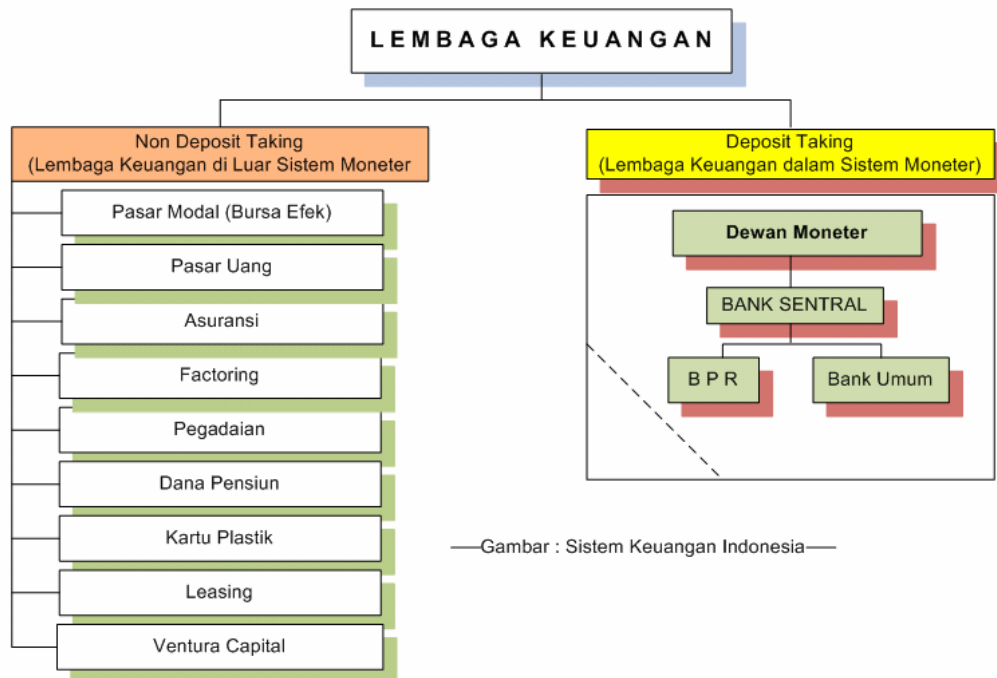 LEMBAGA KEUANGAN
Non Deposit Taking
(Lembaga Keuangan di Luar Sistem Moneter
Pasar Modal (Bursa Efek)
Pasar Uang
Asuransi
Factoring
Pegadaian
Dana Pensiun
Kartu Plastik
Leasing
Ventura Capital
Deposit Taking
(Lembaga Keuangan dalam Sistem Moneter)
Dewan Moneter
BANK SENTRAL
B P R
Bank Umum
Gambar : Sistem Keuangan Indonesia